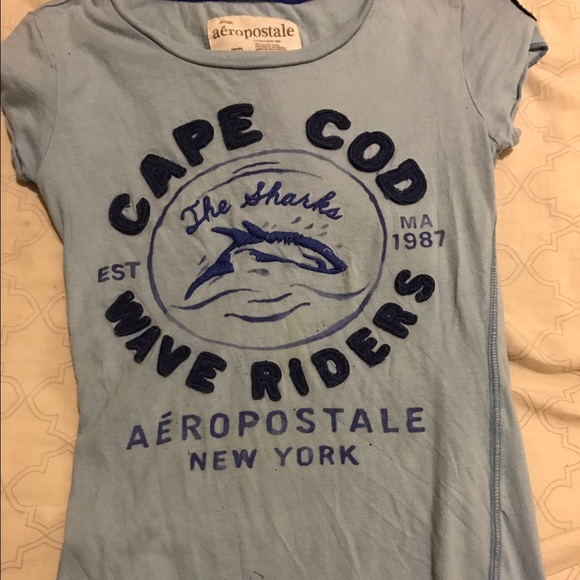 aéropostale
CAPE COD
The Sharks
EST
MA
1987
WAVE RIDERS
AÉROPOSTALE
NEW YORK